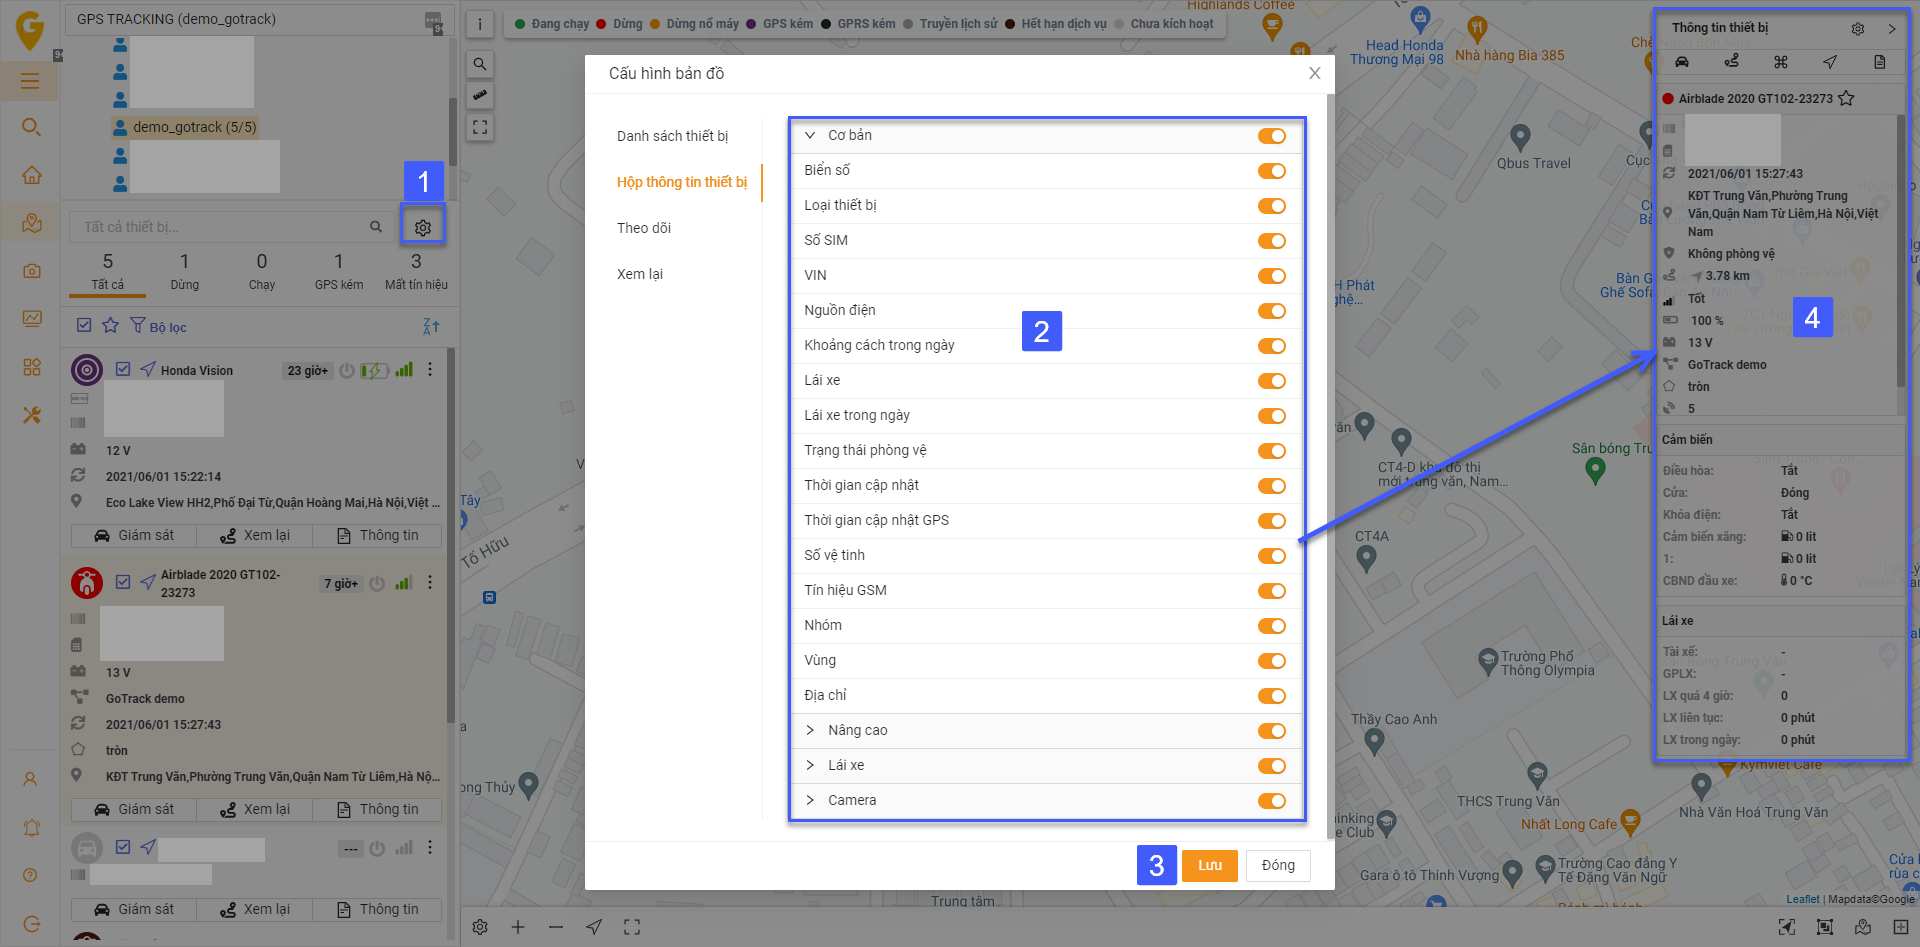 GPS TRACKING (demo_gotrack)
9+
9+
demo_gotrack (5/5)
1
Tất cả thiết bị...
5
1
0
1
3
Tất cả
Dừng
Chạy
GPS kém
Mất tín hiệu
Bộ lọc
Honda Vision
23 giờ+
12 V
2021/06/01 15:22:14
Eco Lake View HH2,Phố Đại Từ,Quận Hoàng Mai,Hà Nội,Việt ...
Giám sát
Xem lại
Thông tin
Airblade 2020 GT102-
23273
7 giờ+
13 V
GoTrack demo
2021/06/01 15:27:43
tròn
KĐT Trung Văn,Phường Trung Văn,Quận Nam Từ Liêm,Hà Nộ...
Giám sát
Xem lại
Thông tin
---
Giám sát
Xem lại
Thông tin
i
Đang chạy
Dừng
Dừng nổ máy
GPS kém
GPRS kém
Truyền lịch sử
Hết hạn dịch vụ
Chưa kích hoạt
Cấu hình bản đồ
Danh sách thiết bị
Hộp thông tin thiết bị
Theo dõi
Xem lại
Cơ bản
Biển số
Loại thiết bị
Số SIM
VIN
Nguồn điện
Khoảng cách trong ngày
Lái xe
Lái xe trong ngày
Trạng thái phòng vệ
Thời gian cập nhật
Thời gian cập nhật GPS
Số vệ tinh
Tín hiệu GSM
Nhóm
Vùng
Địa chỉ
Nâng cao
Lái xe
Camera
2
3
Lưu
Đóng
Highlands Coffee
Head Honda
Thương Mại 98
Nhà hàng Bia 385
Qbus Travel
Tố Hữu
CT4-D khu đô thị
mới trung văn, Nam...
CT4A
Trường Phổ
Thông Olympia
Thầy Cao Anh
THCS Trung Văn
Nhất Long Cafe
Trường Cao đẳng Y
Tế Đặng Văn Ngữ
Gara ô tô Thinh Vượng
Kymviet Cafe
Nhà Văn Hoá Trung Văn
Trung tâm
Leaflet | Mapdata©Google
Thông tin thiết bị
Airblade 2020 GT102-23273
2021/06/01 15:27:43
KĐT Trung Văn,Phường Trung
Văn,Quận Nam Từ Liêm,Hà Nội,Việt
Nam
Không phòng vệ
3.78 km
Tốt
100 %
13 V
GoTrack demo
tròn
5
4
Cảm biến
Điều hòa: Tắt
Cửa: Đóng
Khóa điện: Tắt
Cảm biến xăng: 0 lit
1: 0 lit
CBND đầu xe: 0 °C
Lái xe
Tài xế: -
GPLX: -
LX quá 4 giờ: 0
LX liên tục: 0 phút
LX trong ngày: 0 phút